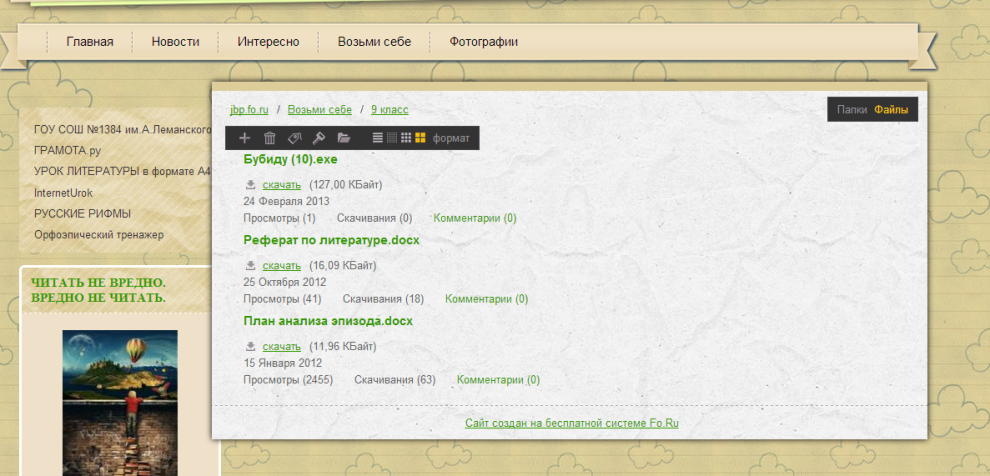 Главная Новости Интересно Возьми себе Фотографии
jbp.fo.ru / Возьми себе / 9 класс
Папки Файлы
формат
ГОУ СОШ №1384 им.А.Леманского
ГРАМОТА.ру
УРОК ЛИТЕРАТУРЫ в формате А4
InternetUrok
РУССКИЕ РИФМЫ
Орфоэпический тренажер
ЧИТАТЬ НЕ ВРЕДНО.
ВРЕДНО НЕ ЧИТАТЬ.
Бубиду (10).exe
скачать (127,00 КБайт)
24 Февраля 2013
Просмотры (1) Скачивания (0) Комментарии (0)
Реферат по литературе.docx
скачать (16,09 КБайт)
25 Октября 2012
Просмотры (41) Скачивания (18) Комментарии (0)
План анализа эпизода.docx
скачать (11,96 КБайт)
15 Января 2012
Просмотры (2455) Скачивания (63) Комментарии (0)
Сайт создан на бесплатной системе Fo.Ru